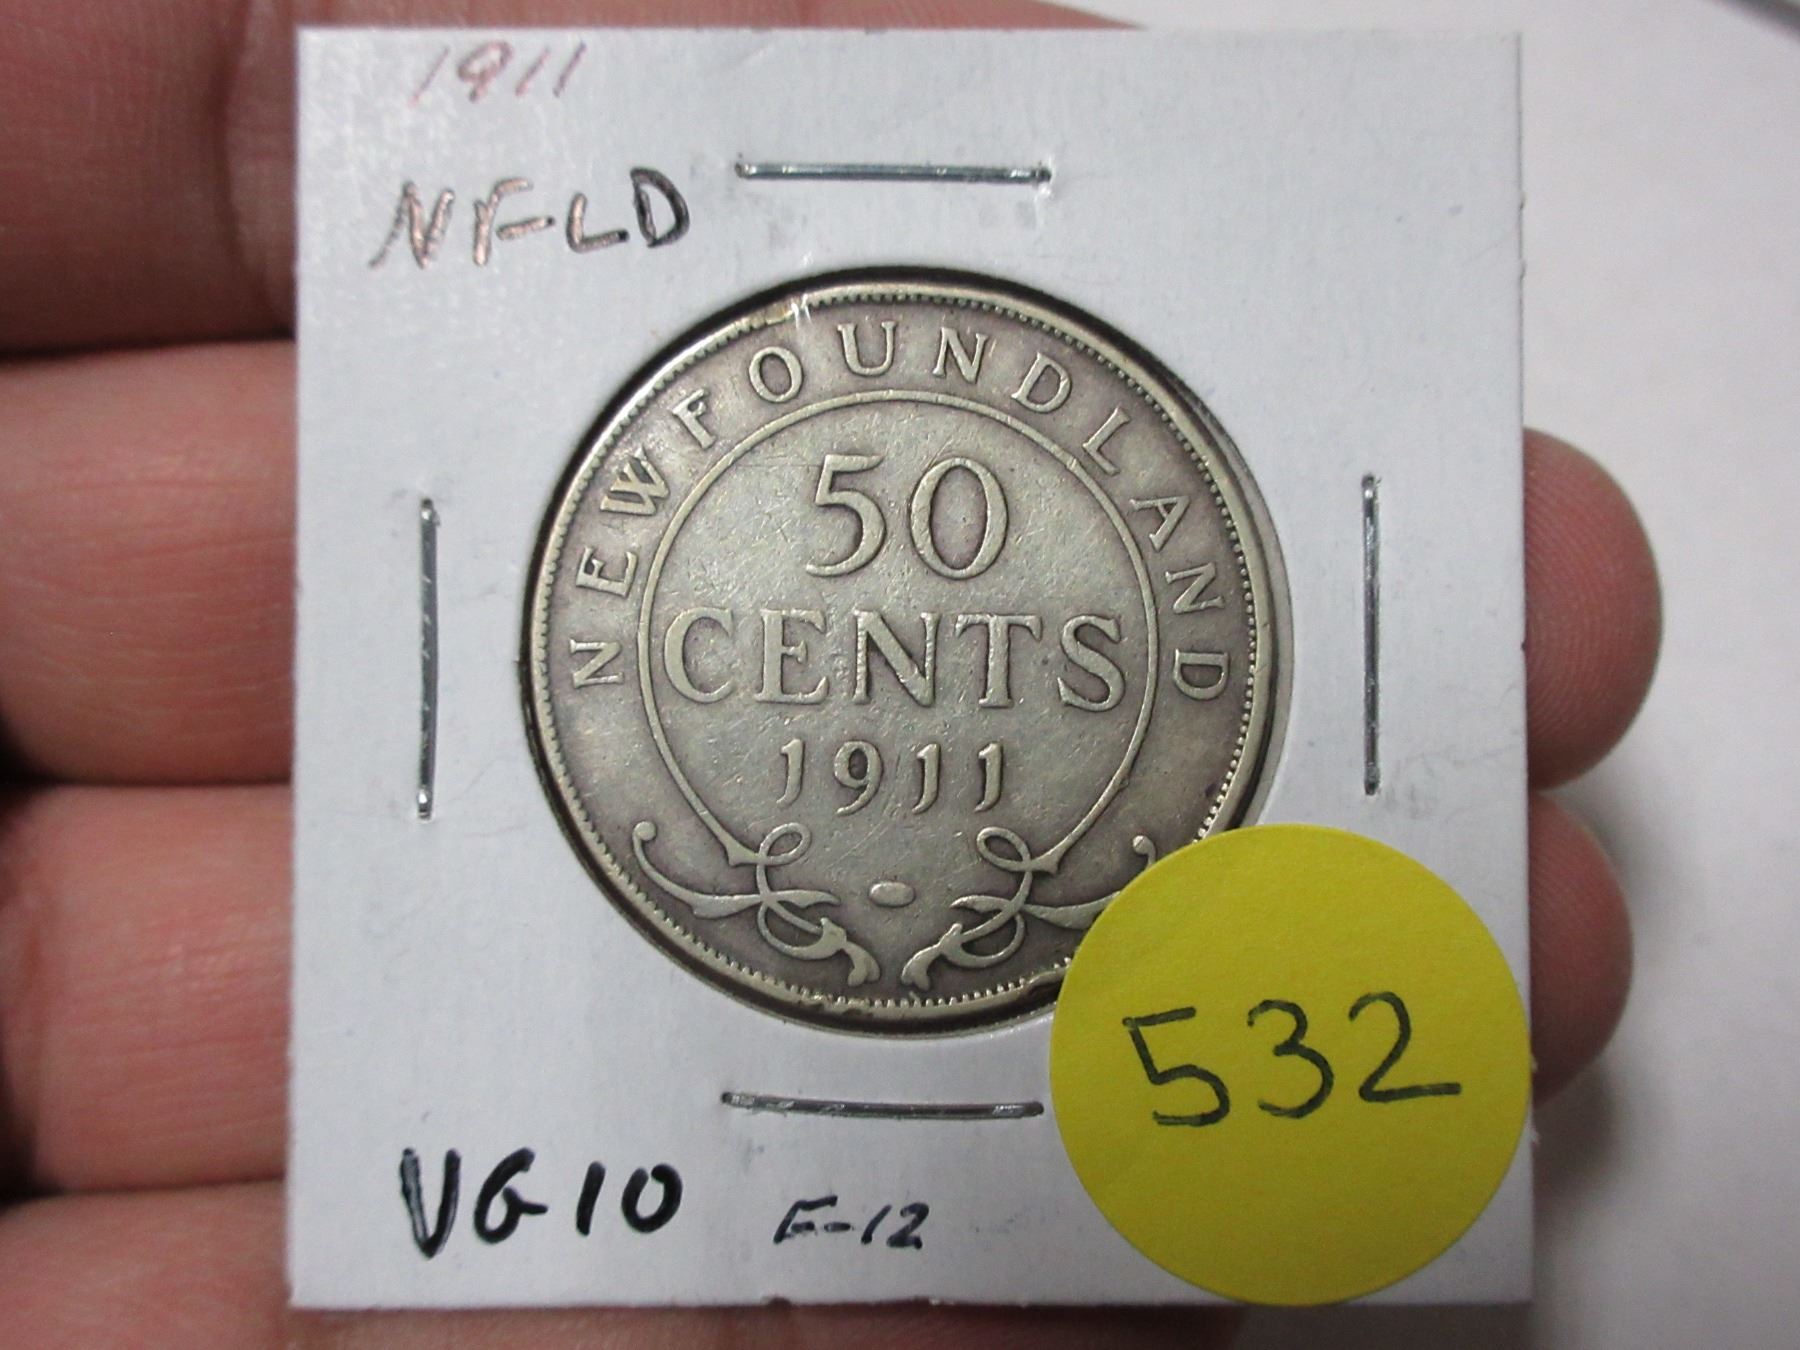 1911
NFLD
NEWFOUNDLAND
50
CENTS
1911
532
VG10 F-12